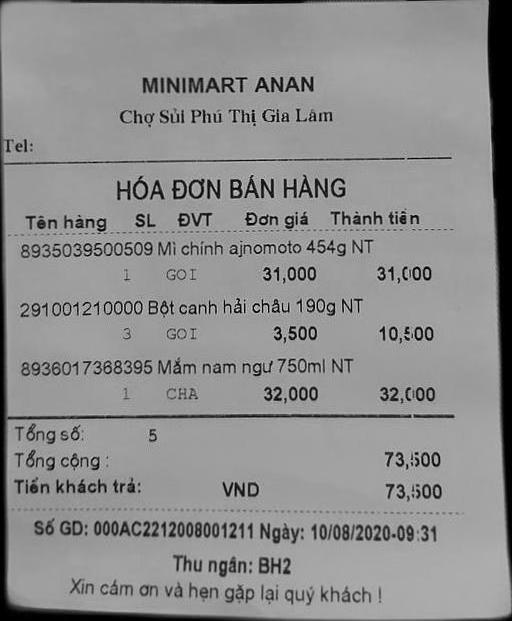 MINIMART ANAN
Chợ Sủi Phú Thị Gia Lâm
Tel:
HÓA ĐƠN BÁN HÀNG
Tên hàng SL ĐVT Đơn giá Thành tiền
8935039500509 Mì chính ajnomoto 454g NT
1 GOI 31,000 31,000
291001210000 Bột canh hải châu 190g NT
3 GOI 3,500 10,500
8936017368395 Mắm nam ngư 750ml NT
1 CHA 32,000 32,000
Tổng số: 5
Tổng cộng : 73,500
Tiền khách trả: VND 73,500
Số GD: 000AC2212008001211 Ngày: 10/08/2020-09:31
Thu ngân: BH2
Xin cảm ơn và hẹn gặp lại quý khách !